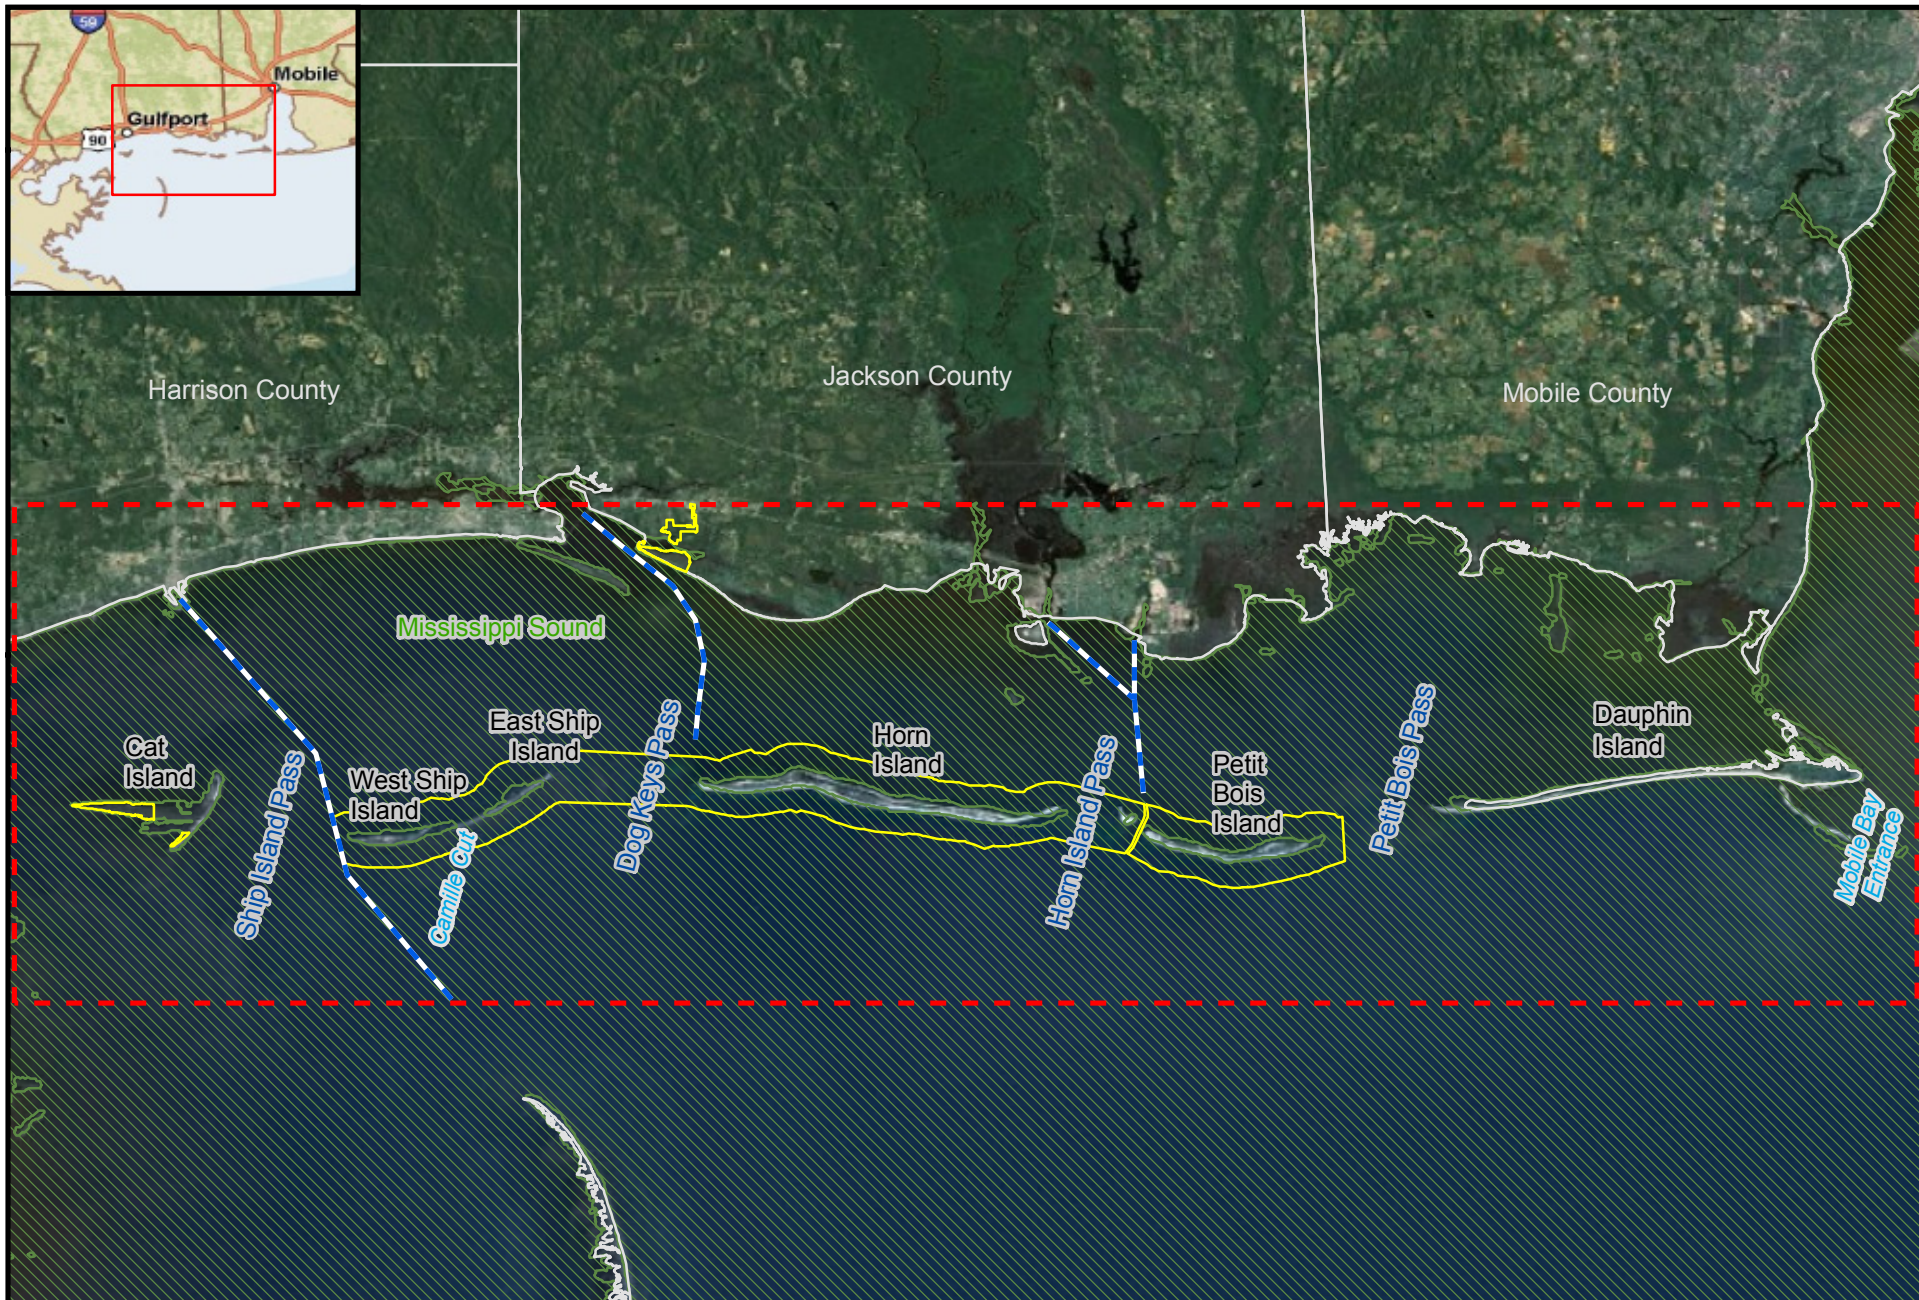 59
Mobile
Gulfport
90
Harrison County
Jackson County
Mobile County
Mississippi Sound
Cat
Island
Ship Island Pass
West Ship
Island
East Ship
Island
Camille Cut
Dog Keys Pass
Horn
Island
Horn Island Pass
Petit
Bois
Island
Petit Bois Pass
Dauphin
Island
Mobile Bay
Entrance